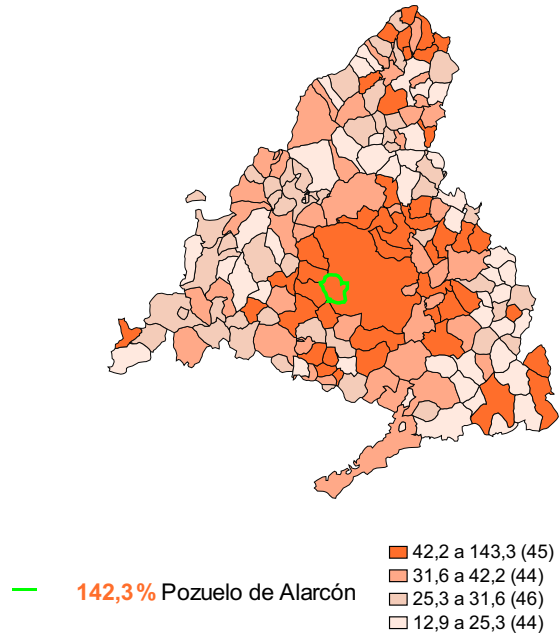 142,3% Pozuelo de Alarcón
42,2 a 143,3 (45)
31,6 a 42,2 (44)
25,3 a 31,6 (46)
12,9 a 25,3 (44)